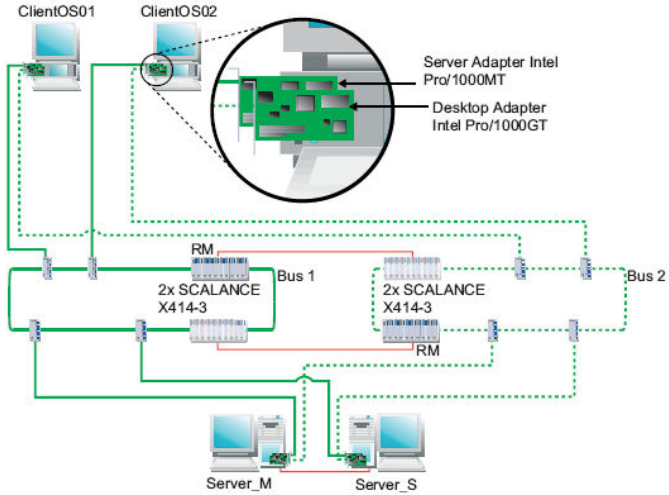 ClientOS01
ClientOS02
Server Adapter Intel
Pro/1000MT
Desktop Adapter
Intel Pro/1000GT
RM
Bus 1
2x SCALANCE
X414-3
2x SCALANCE
X414-3
Bus 2
RM
Server_M
Server_S